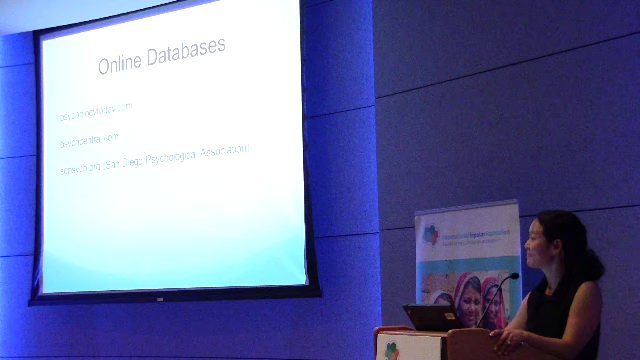 Online Databases
psychologytoday.com
psychcentral.com
sdpsych.org (San Diego Psychological Association)